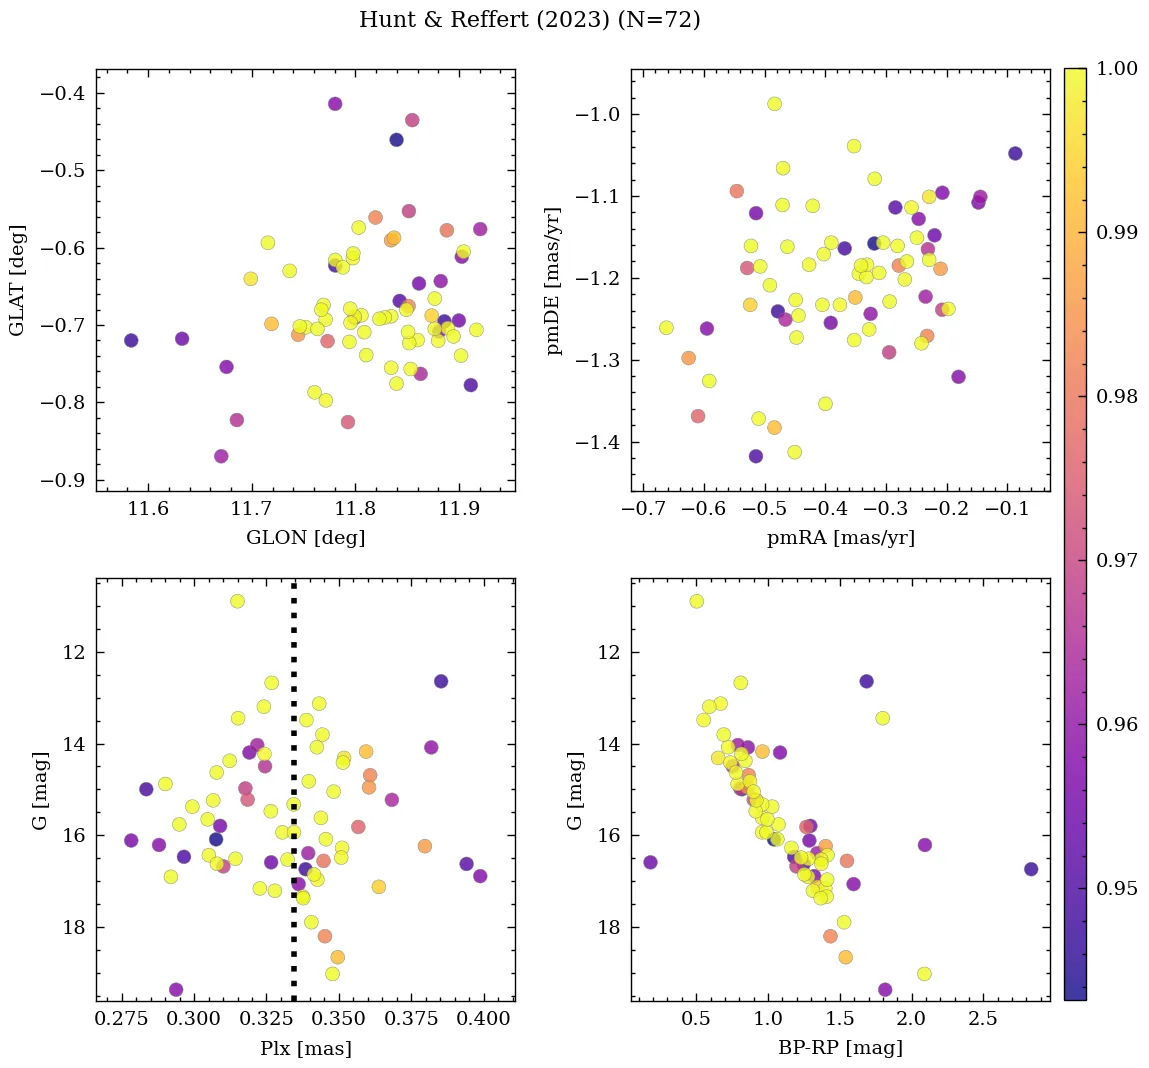 Hunt & Reffert (2023) (N=72)
−0.4
−0.5
−0.6
−0.7
−0.8
−0.9
GLAT [deg]
11.6 11.7 11.8 11.9
GLON [deg]
−1.0
−1.1
−1.2
−1.3
−1.4
pmDE [mas/yr]
−0.7 −0.6 −0.5 −0.4 −0.3 −0.2 −0.1
pmRA [mas/yr]
12
14
16
18
G [mag]
0.275 0.300 0.325 0.350 0.375 0.400
Plx [mas]
12
14
16
18
G [mag]
0.5 1.0 1.5 2.0 2.5
BP-RP [mag]
1.00
0.99
0.98
0.97
0.96
0.95